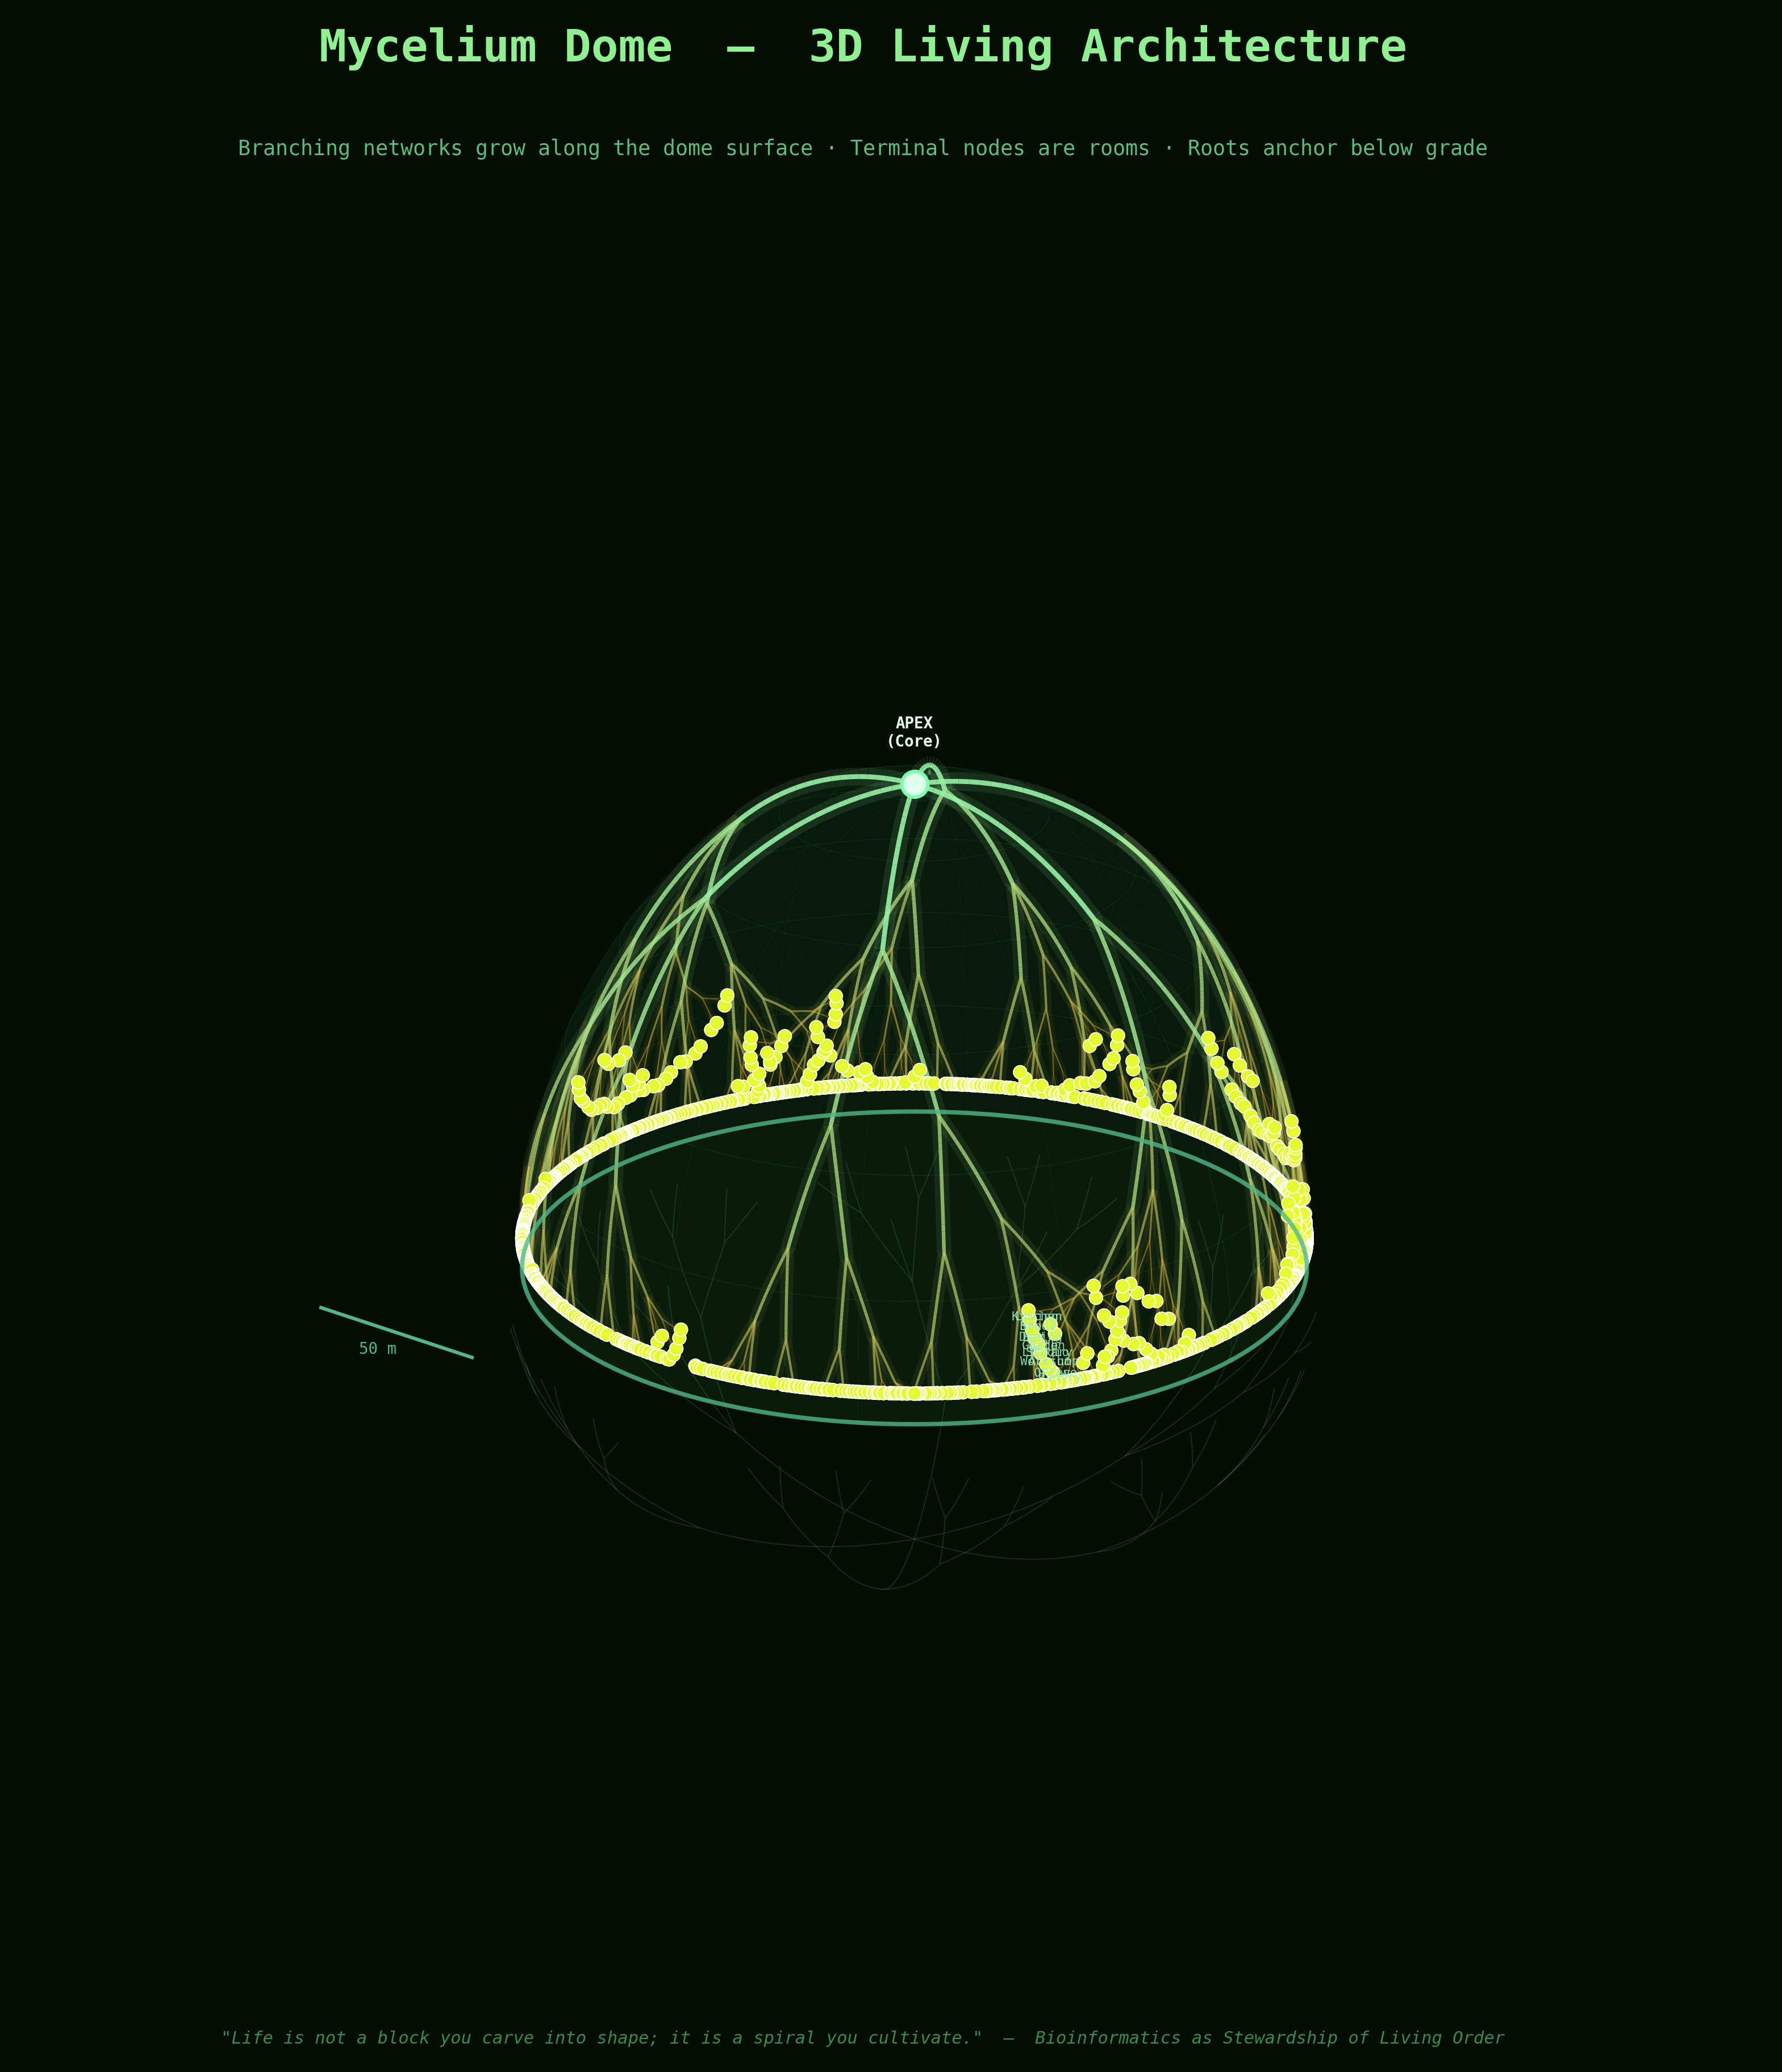 Mycelium Dome — 3D Living Architecture
Branching networks grow along the dome surface · Terminal nodes are rooms · Roots anchor below grade
APEX
(Core)
50 m
"Life is not a block you carve into shape; it is a spiral you cultivate." — Bioinformatics as Stewardship of Living Order